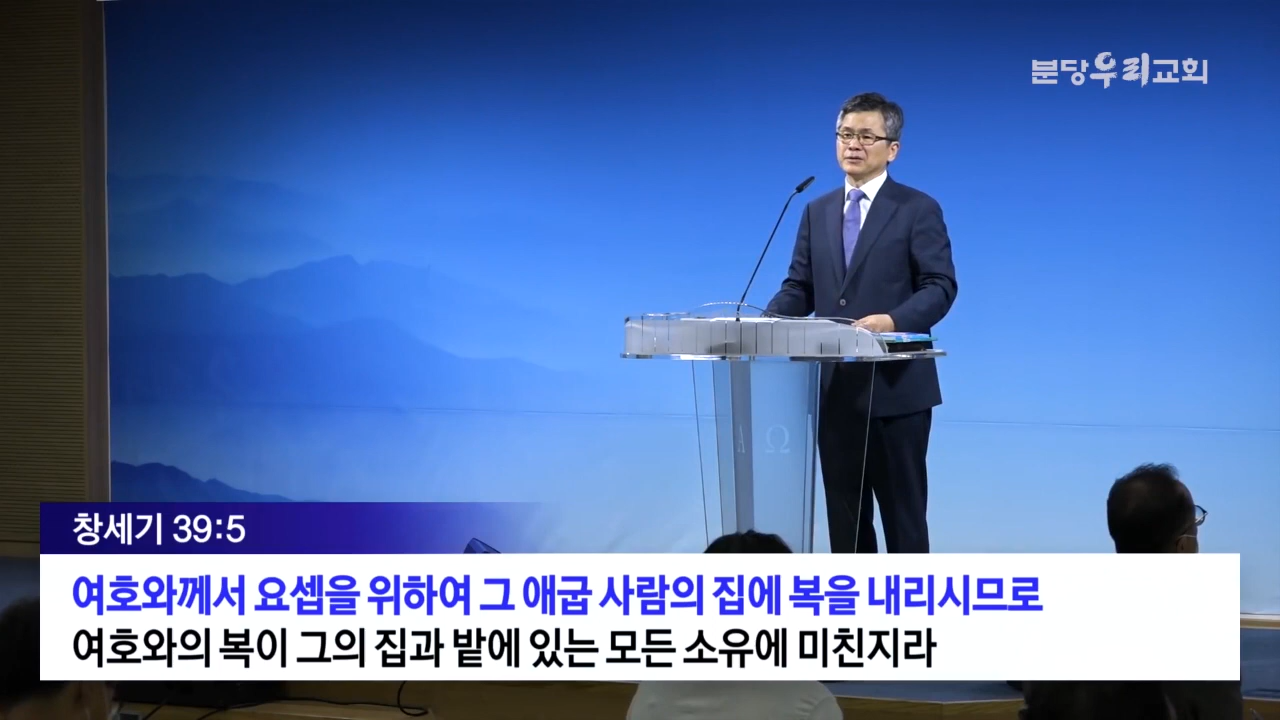 분당우리교회
A Ω
창세기 39:5
여호와께서 요셉을 위하여 그 애굽 사람의 집에 복을 내리시므로
여호와의 복이 그의 집과 밭에 있는 모든 소유에 미친지라